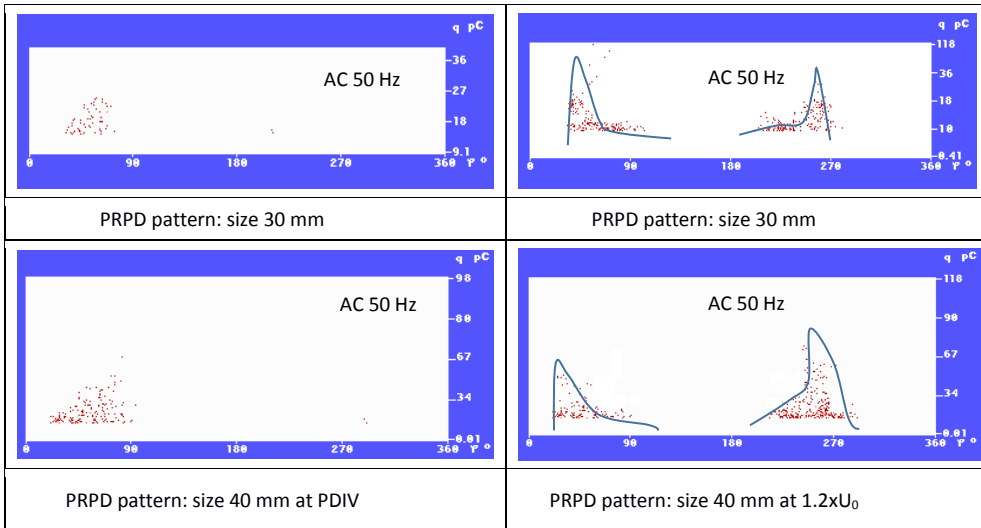 q pC
36
27
18
9.1
AC 50 Hz
0 90 180 270 360 φ °
PRPD pattern: size 30 mm
q pC
118
36
18
10
0.41
AC 50 Hz
0 90 180 270 360 φ °
PRPD pattern: size 30 mm
q pC
98
80
67
34
0.01
AC 50 Hz
0 90 180 270 360 φ °
PRPD pattern: size 40 mm at PDIV
q pC
118
90
67
34
0.01
AC 50 Hz
0 90 180 270 360 φ °
PRPD pattern: size 40 mm at 1.2xU₀